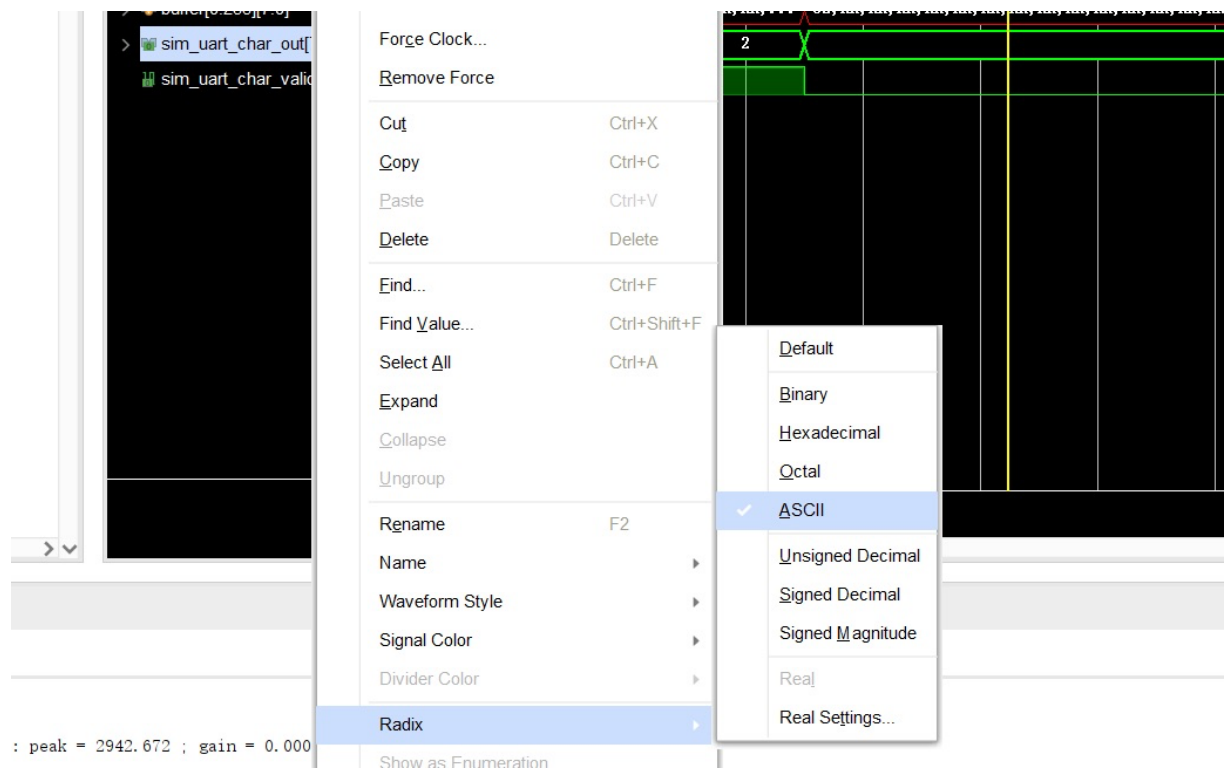 sim_uart_char_out[
sim_uart_char_valid
2
Force Clock...
Remove Force
Cut Ctrl+X
Copy Ctrl+C
Paste Ctrl+V
Delete Delete
Find... Ctrl+F
Find Value... Ctrl+Shift+F
Select All Ctrl+A
Expand
Collapse
Ungroup
Rename F2
Name
Waveform Style
Signal Color
Divider Color
Radix
Show as Enumeration
Default
Binary
Hexadecimal
Octal
ASCII
Unsigned Decimal
Signed Decimal
Signed Magnitude
Real
Real Settings...
: peak = 2942.672 ; gain = 0.000